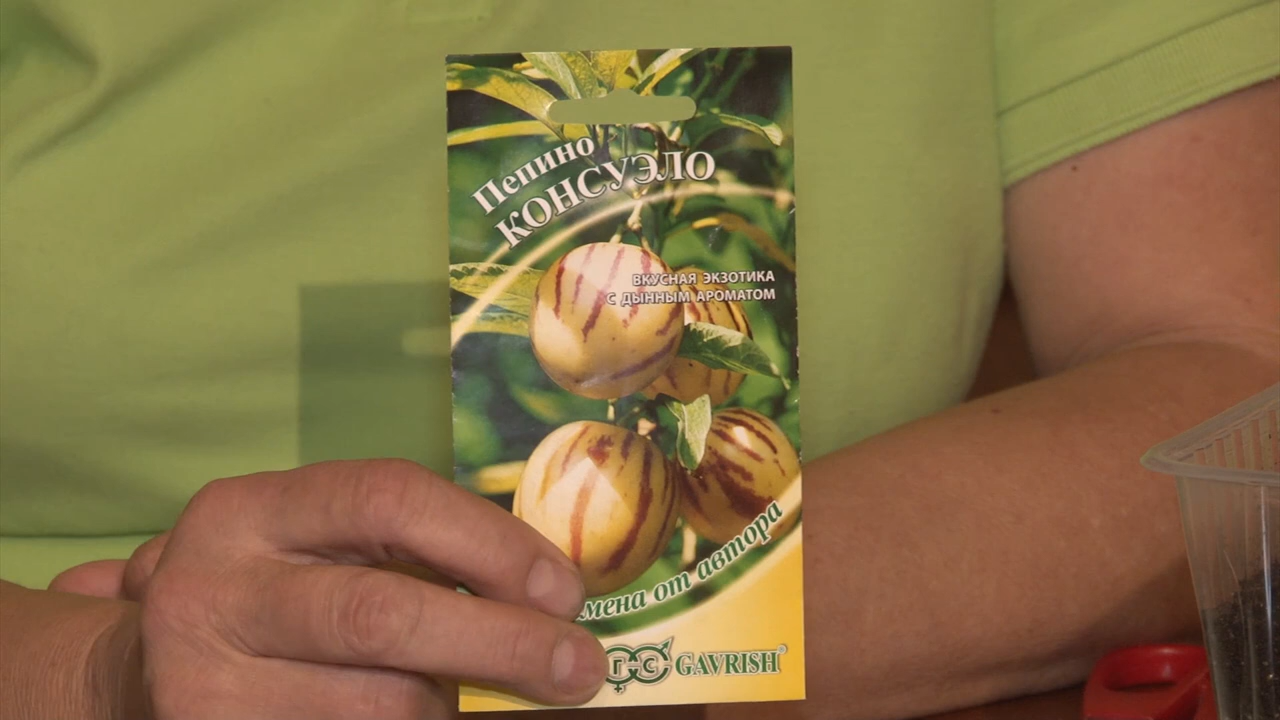 Пепино
КОНСУЭЛО
ВКУСНАЯ ЭКЗОТИКА
С ДЫННЫМ АРОМАТОМ
мена от автора
Г-С GAVRISH®